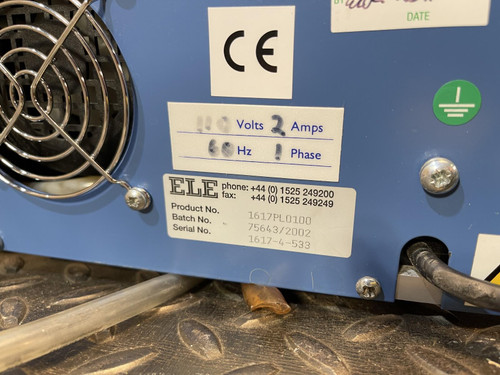 DATE
CE
110 Volts 2 Amps
60 Hz 1 Phase
ELE phone: +44 (0) 1525 249200
fax: +44 (0) 1525 249249
Product No. 1617PL0100
Batch No. 75643/2002
Serial No. 1617-4-533